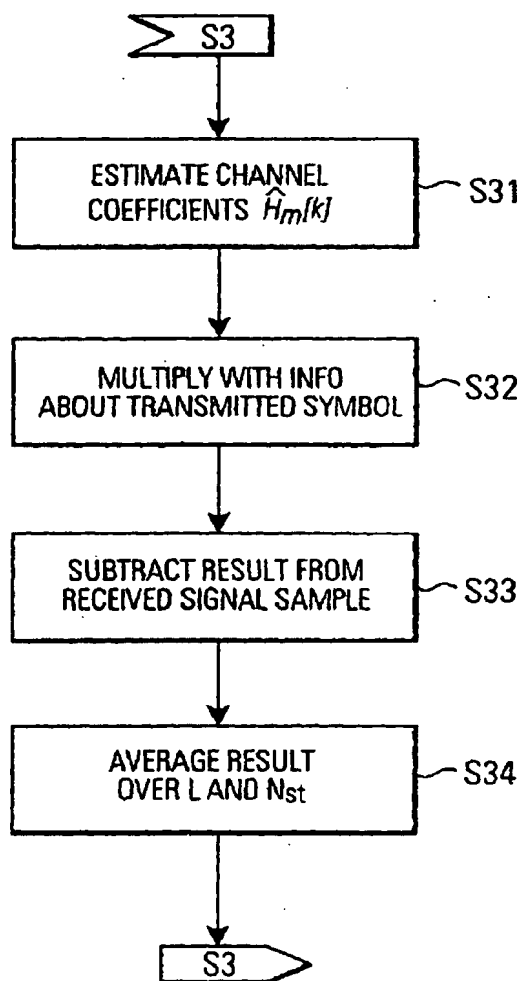 S3
ESTIMATE CHANNEL
COEFFICIENTS Ĥm[k]
S31
MULTIPLY WITH INFO
ABOUT TRANSMITTED SYMBOL
S32
SUBTRACT RESULT FROM
RECEIVED SIGNAL SAMPLE
S33
AVERAGE RESULT
OVER L AND Nst
S34
S3